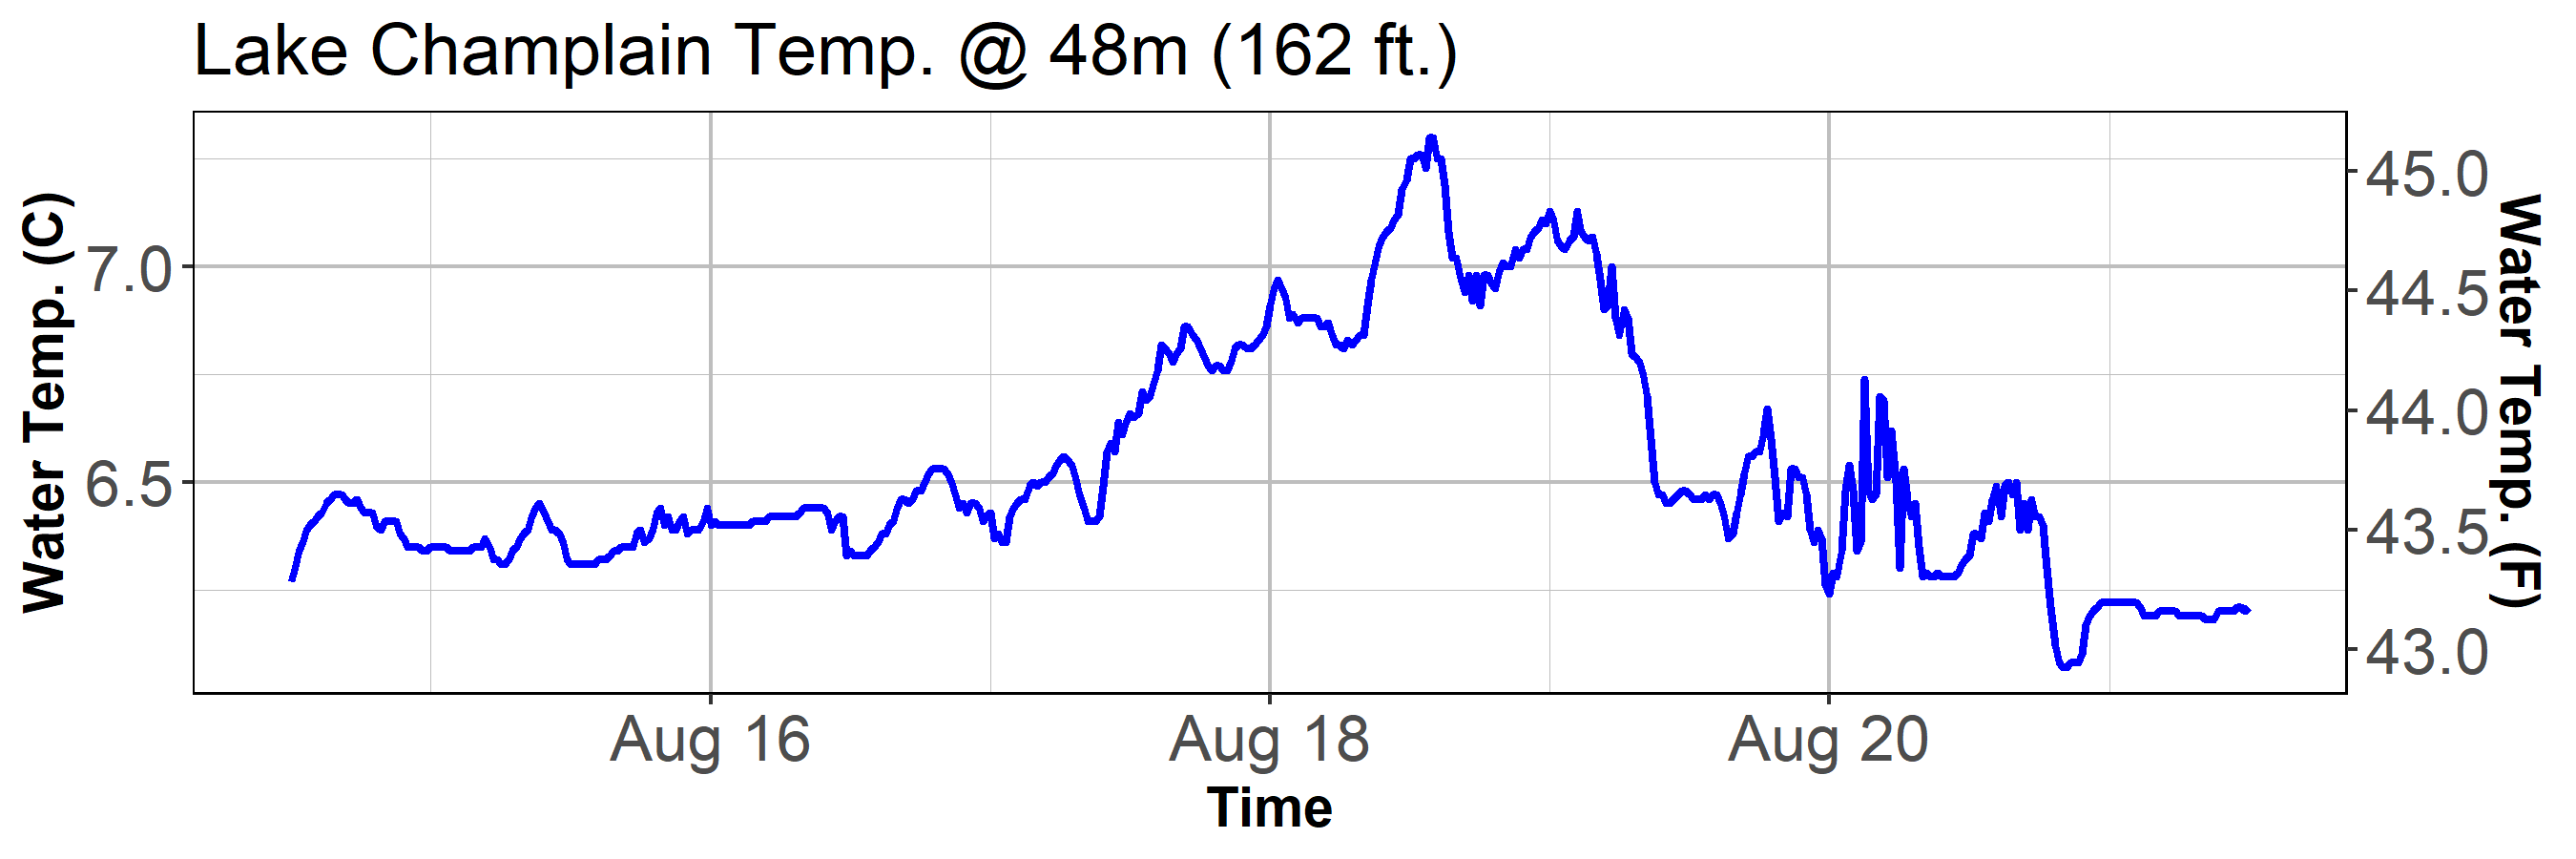 Lake Champlain Temp. @ 48m (162 ft.)
Water Temp. (C)
7.0
6.5
45.0
44.5
44.0
43.5
43.0
Water Temp. (F)
Aug 16
Aug 18
Aug 20
Time